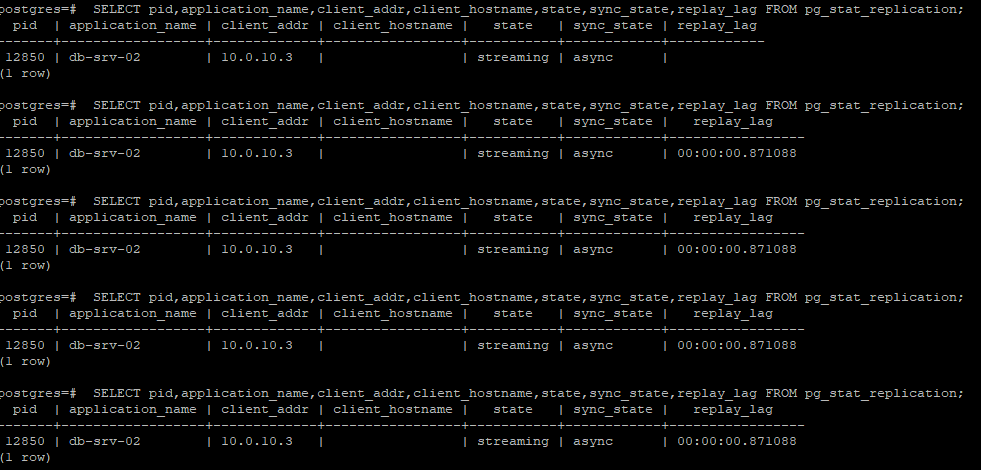 postgres=#  SELECT pid,application_name,client_addr,client_hostname,state,sync_state,replay_lag FROM pg_stat_replication;
  pid  | application_name | client_addr | client_hostname |   state   | sync_state | replay_lag
-------+------------------+-------------+-----------------+-----------+------------+------------
 12850 | db-srv-02        | 10.0.10.3   |                 | streaming | async      |
(1 row)

postgres=#  SELECT pid,application_name,client_addr,client_hostname,state,sync_state,replay_lag FROM pg_stat_replication;
  pid  | application_name | client_addr | client_hostname |   state   | sync_state |   replay_lag
-------+------------------+-------------+-----------------+-----------+------------+-----------------
 12850 | db-srv-02        | 10.0.10.3   |                 | streaming | async      | 00:00:00.871088
(1 row)

postgres=#  SELECT pid,application_name,client_addr,client_hostname,state,sync_state,replay_lag FROM pg_stat_replication;
  pid  | application_name | client_addr | client_hostname |   state   | sync_state |   replay_lag
-------+------------------+-------------+-----------------+-----------+------------+-----------------
 12850 | db-srv-02        | 10.0.10.3   |                 | streaming | async      | 00:00:00.871088
(1 row)

postgres=#  SELECT pid,application_name,client_addr,client_hostname,state,sync_state,replay_lag FROM pg_stat_replication;
  pid  | application_name | client_addr | client_hostname |   state   | sync_state |   replay_lag
-------+------------------+-------------+-----------------+-----------+------------+-----------------
 12850 | db-srv-02        | 10.0.10.3   |                 | streaming | async      | 00:00:00.871088
(1 row)

postgres=#  SELECT pid,application_name,client_addr,client_hostname,state,sync_state,replay_lag FROM pg_stat_replication;
  pid  | application_name | client_addr | client_hostname |   state   | sync_state |   replay_lag
-------+------------------+-------------+-----------------+-----------+------------+-----------------
 12850 | db-srv-02        | 10.0.10.3   |                 | streaming | async      | 00:00:00.871088
(1 row)